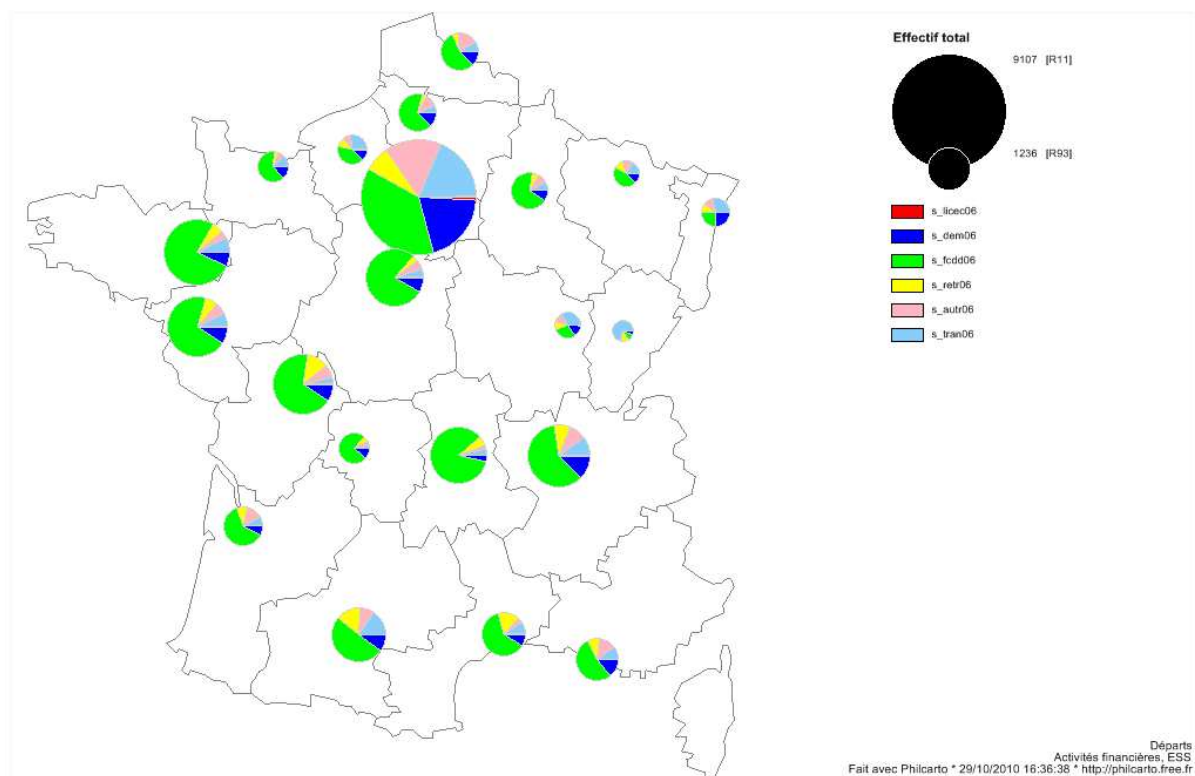 Effectif total
9107 [R11]
1236 [R93]
s_licec06
s_dem06
s_fcdd06
s_retr06
s_autr06
s_tran06
Départs
Activités financières, ESS
Fait avec Philcarto * 29/10/2010 16:36:38 * http://philcarto.free.fr